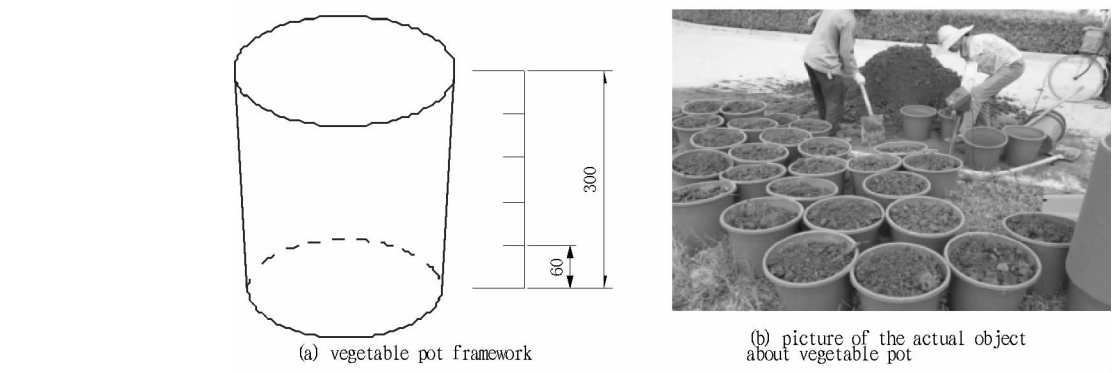 300
60
(a) vegetable pot framework
(b) picture of the actual object
about vegetable pot